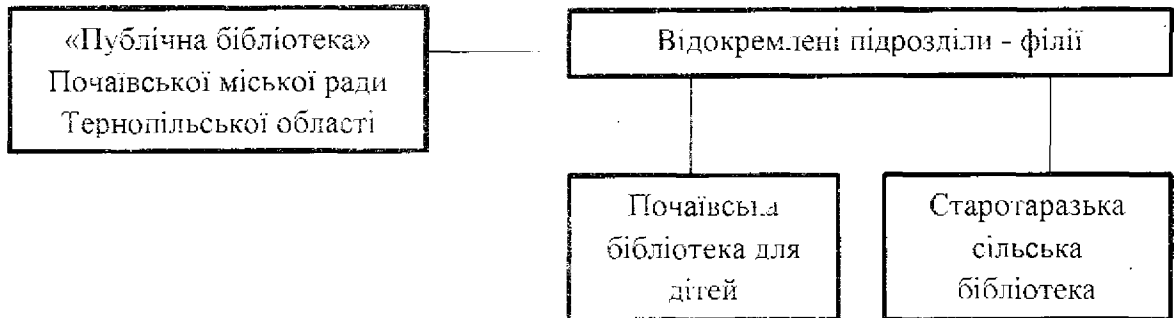 «Публічна бібліотека»
Почаївської міської ради
Тернопільської області
Відокремлені підрозділи - філії
Почаївська
бібліотека для
дітей
Старотаразька
сільська
бібліотека